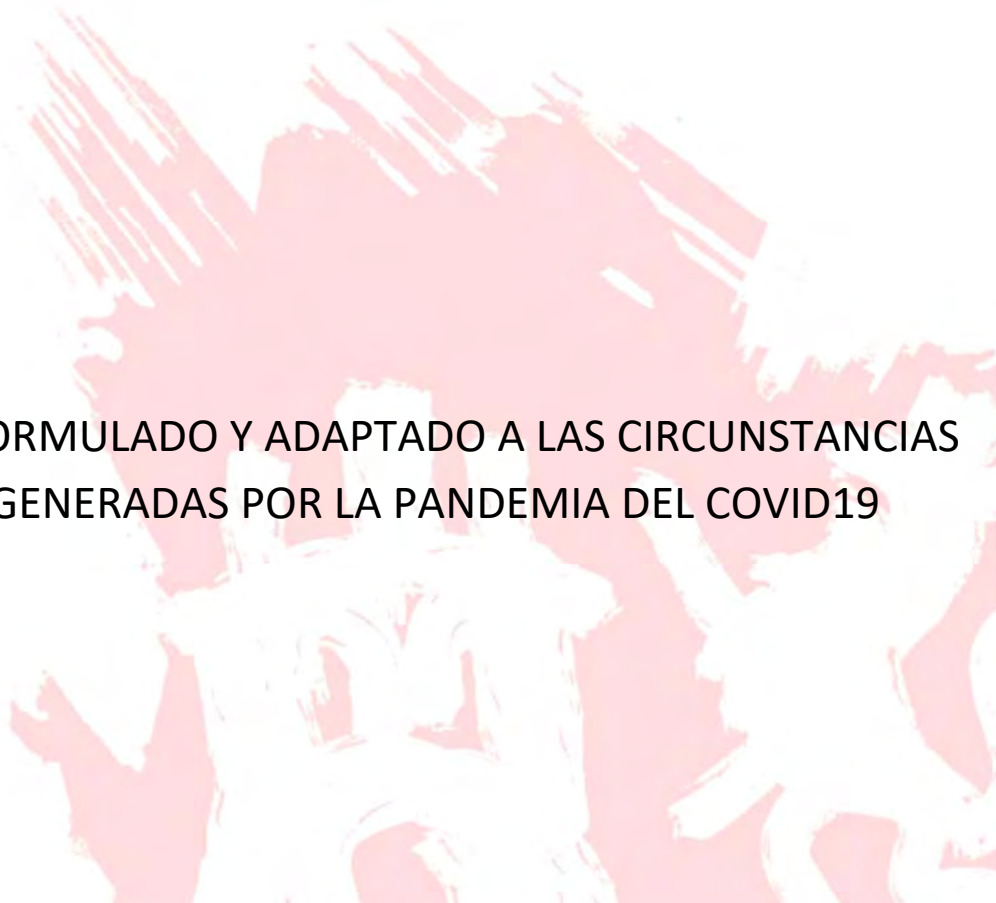 ORMULADO Y ADAPTADO A LAS CIRCUNSTANCIAS
GENERADAS POR LA PANDEMIA DEL COVID19